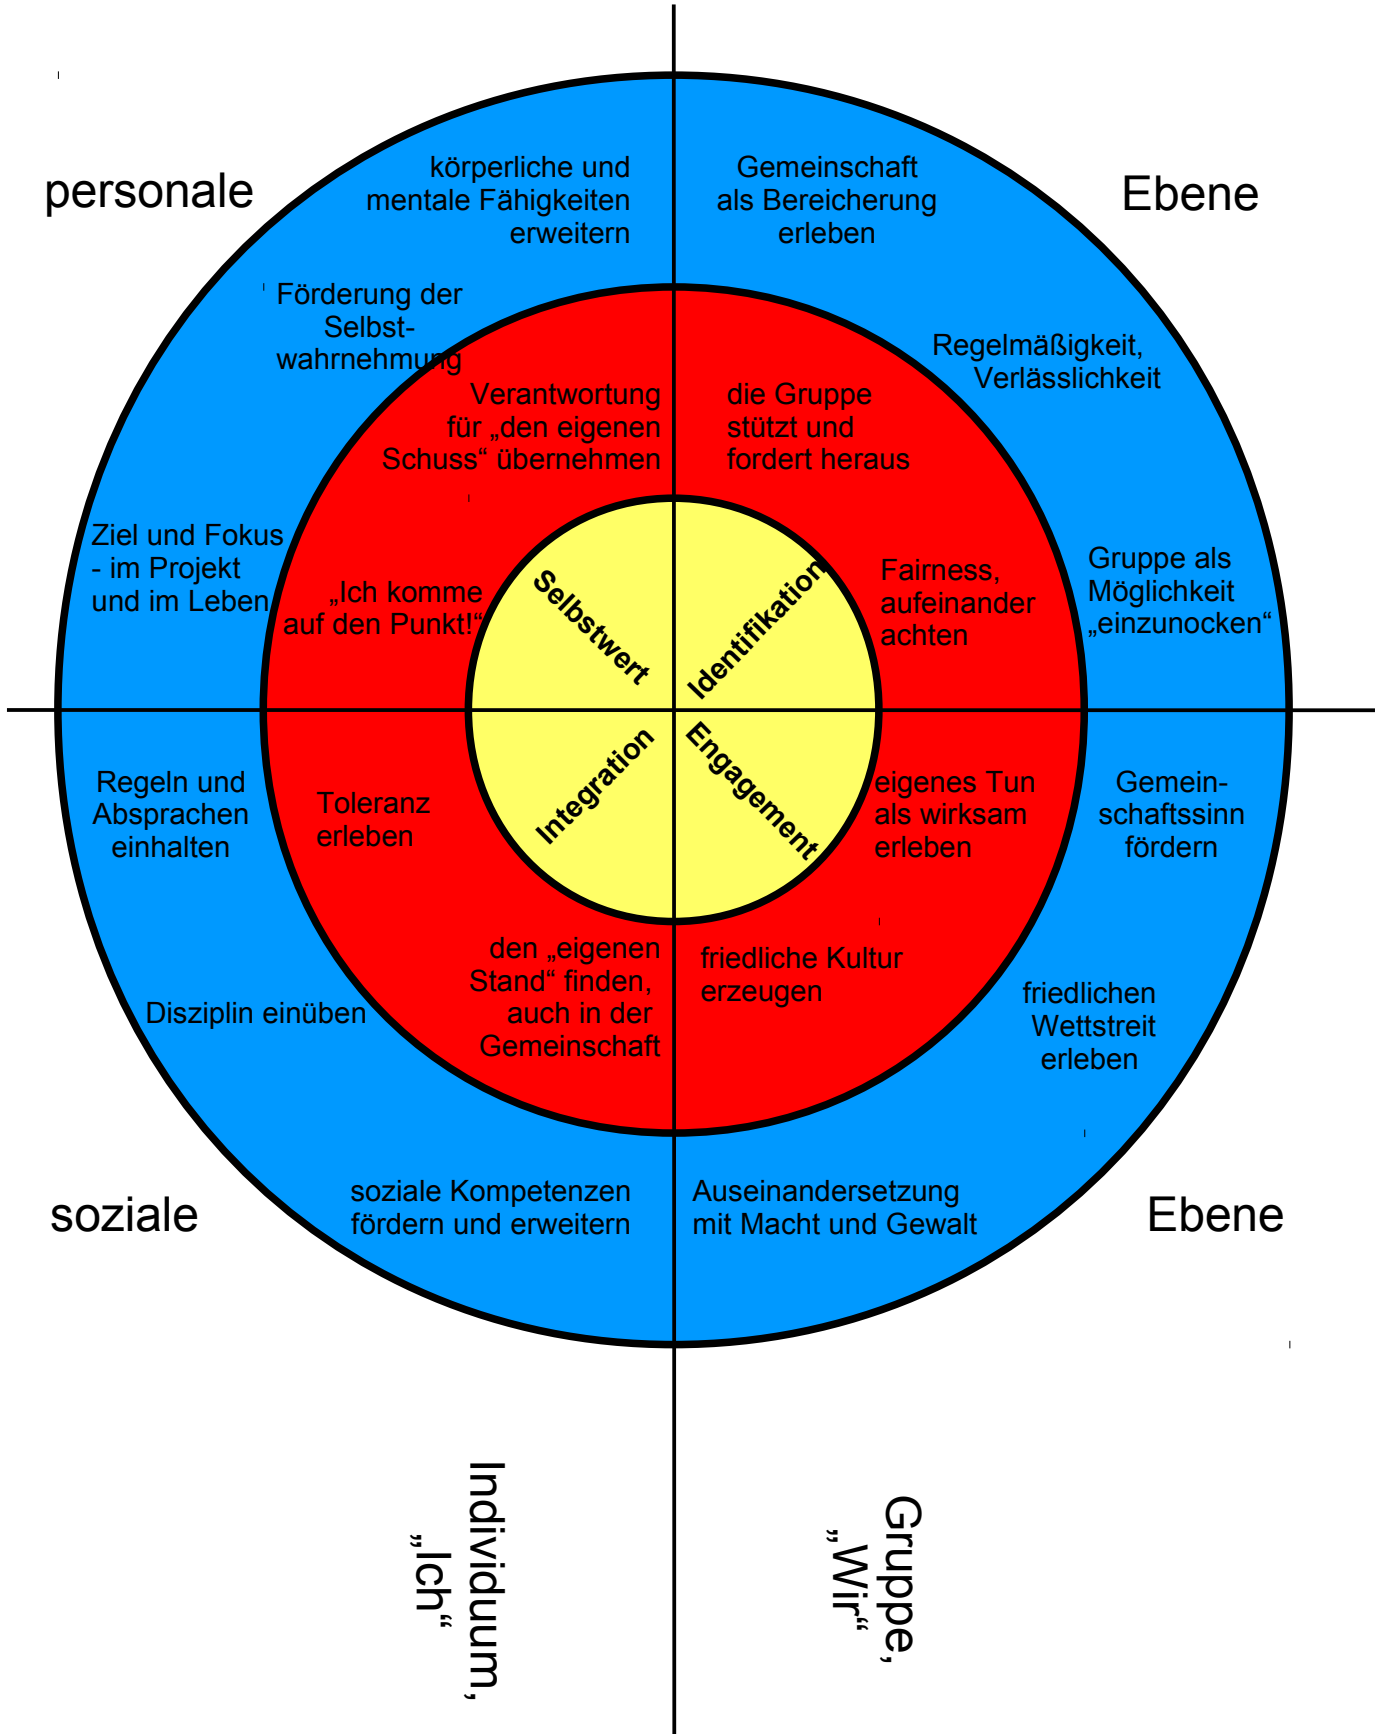 personale
Ebene
körperliche und
mentale Fähigkeiten
erweitern
Gemeinschaft
als Bereicherung
erleben
Förderung der
Selbst-
wahrnehmung
Regelmäßigkeit,
Verlässlichkeit
Verantwortung
für „den eigenen
Schuss“ übernehmen
die Gruppe
stützt und
fordert heraus
Ziel und Fokus
- im Projekt
und im Leben
„Ich komme
auf den Punkt!“
Selbstwert
Identifikation
Fairness,
aufeinander
achten
Gruppe als
Möglichkeit
„einzunocken“
Regeln und
Absprachen
einhalten
Toleranz
erleben
Integration
Engagement
eigenes Tun
als wirksam
erleben
Gemein-
schaftssinn
fördern
Disziplin einüben
den „eigenen
Stand“ finden,
auch in der
Gemeinschaft
friedliche Kultur
erzeugen
friedlichen
Wettstreit
erleben
soziale
soziale Kompetenzen
fördern und erweitern
Auseinandersetzung
mit Macht und Gewalt
Ebene
Individuum,
„Ich“
Gruppe,
„Wir“